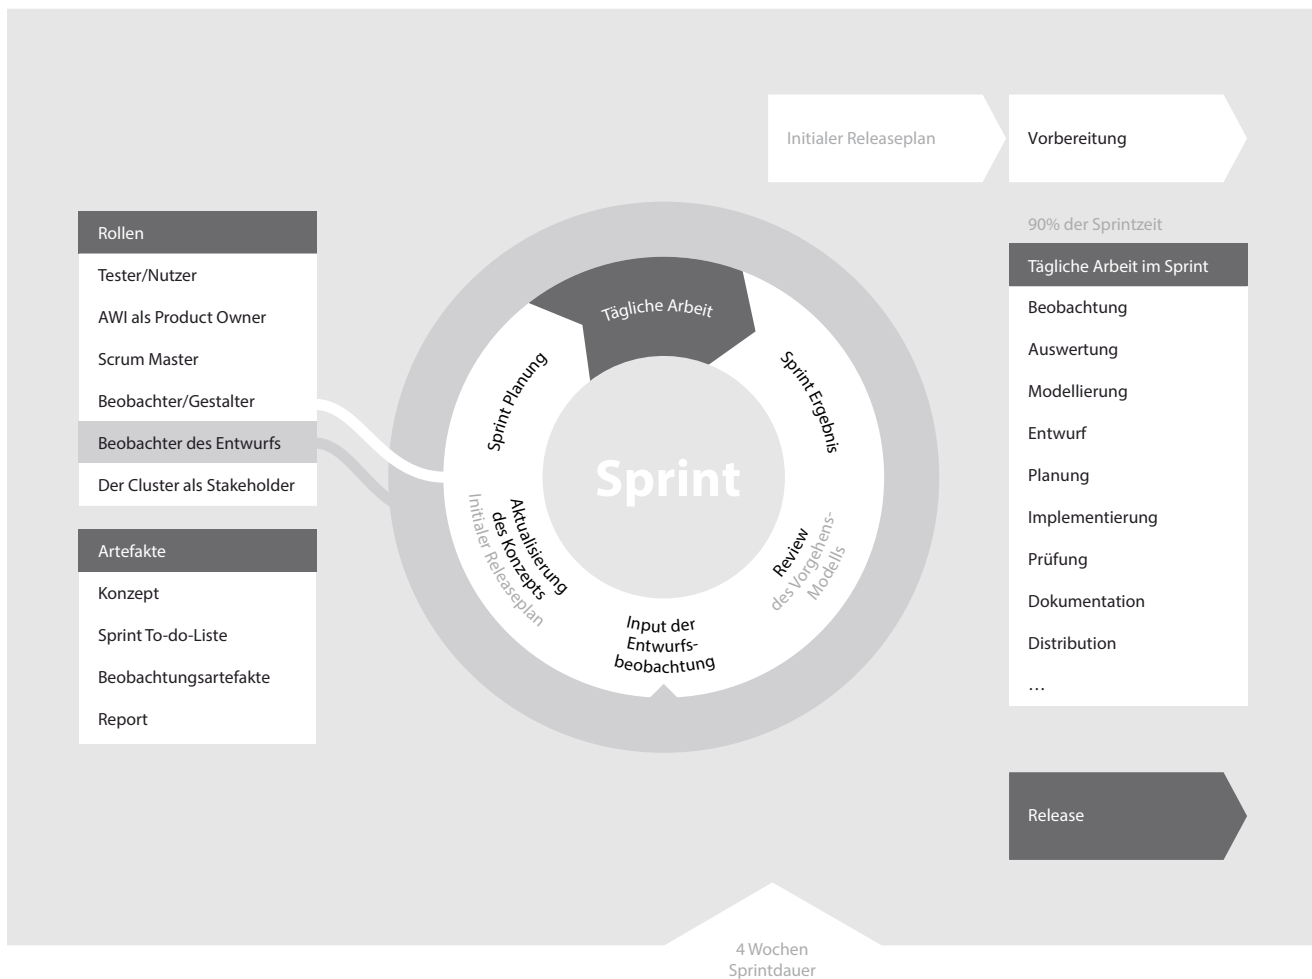 Initialer Releaseplan
Vorbereitung
Rollen
Tester/Nutzer
AWI als Product Owner
Scrum Master
Beobachter/Gestalter
Beobachter des Entwurfs
Der Cluster als Stakeholder
Artefakte
Konzept
Sprint To-do-Liste
Beobachtungsartefakte
Report
Tägliche Arbeit
Sprint Ergebnis
Review
des Vorgehens-
Modells
Input der
Entwurfs-
beobachtung
Aktualisierung
des Konzepts
Initialer Releaseplan
Sprint Planung
Sprint
90% der Sprintzeit
Tägliche Arbeit im Sprint
Beobachtung
Auswertung
Modellierung
Entwurf
Planung
Implementierung
Prüfung
Dokumentation
Distribution
…
Release
4 Wochen
Sprintdauer